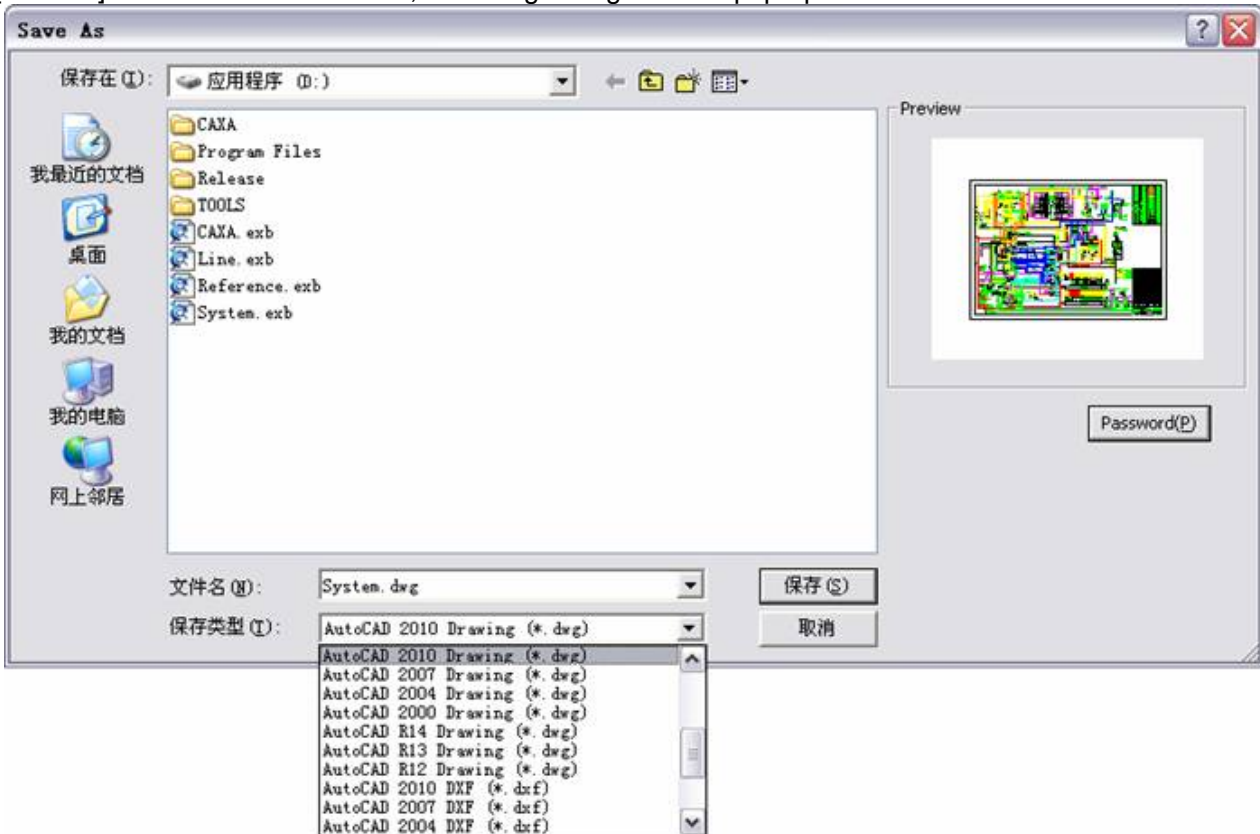 Save As
保存在(I):
应用程序 (D:)
Preview
CAXA
Program Files
Release
TOOLS
CAXA.exb
Line.exb
Reference.exb
System.exb
我最近的文档
桌面
我的文档
我的电脑
网上邻居
Password(P)
文件名(N):
System.dwg
保存(S)
保存类型(T):
AutoCAD 2010 Drawing (*.dwg)
取消
AutoCAD 2010 Drawing (*.dwg)
AutoCAD 2007 Drawing (*.dwg)
AutoCAD 2004 Drawing (*.dwg)
AutoCAD 2000 Drawing (*.dwg)
AutoCAD R14 Drawing (*.dwg)
AutoCAD R13 Drawing (*.dwg)
AutoCAD R12 Drawing (*.dwg)
AutoCAD 2010 DXF (*.dxf)
AutoCAD 2007 DXF (*.dxf)
AutoCAD 2004 DXF (*.dxf)